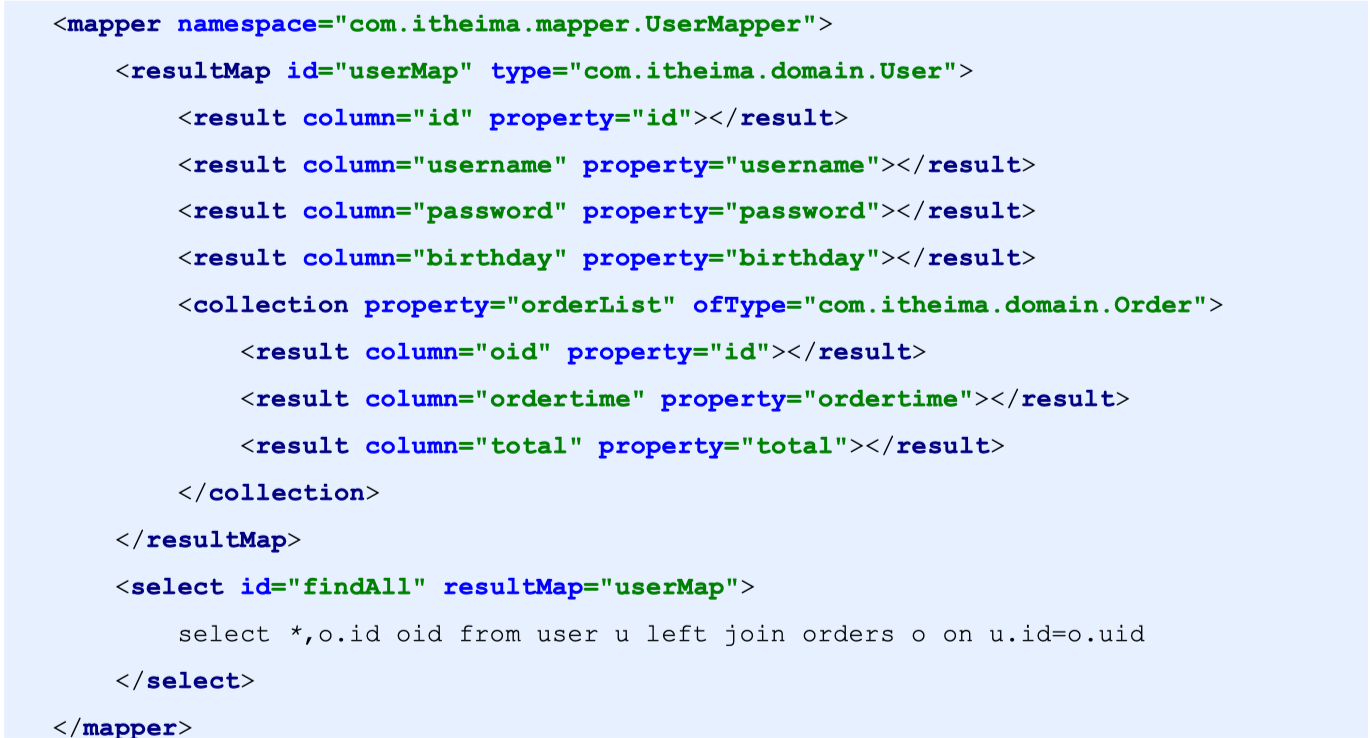 <mapper namespace="com.itheima.mapper.UserMapper">
    <resultMap id="userMap" type="com.itheima.domain.User">
        <result column="id" property="id"></result>
        <result column="username" property="username"></result>
        <result column="password" property="password"></result>
        <result column="birthday" property="birthday"></result>
        <collection property="orderList" ofType="com.itheima.domain.Order">
            <result column="oid" property="id"></result>
            <result column="ordertime" property="ordertime"></result>
            <result column="total" property="total"></result>
        </collection>
    </resultMap>
    <select id="findAll" resultMap="userMap">
        select *,o.id oid from user u left join orders o on u.id=o.uid
    </select>
</mapper>